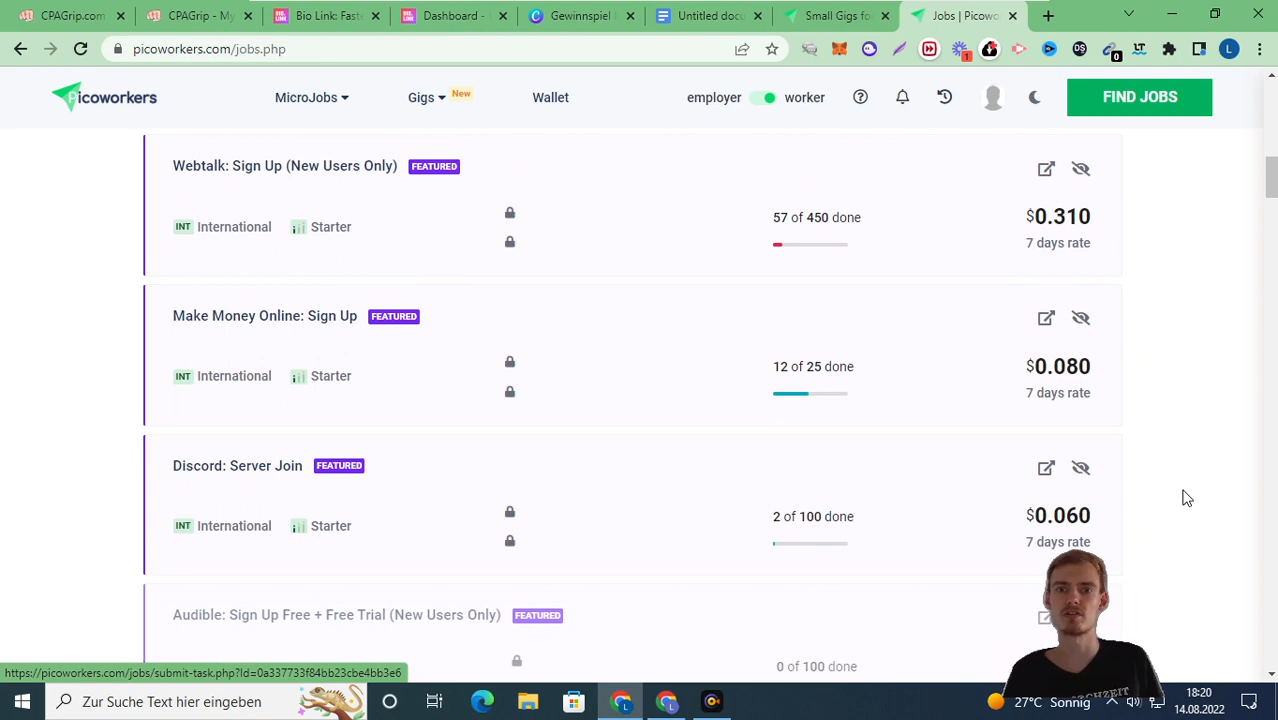 CPAGrip.com
CPAGrip - My
Bio Link: Fast
Dashboard -
Gewinnspiel
Untitled docu
Small Gigs fo
Jobs | Picowo
picoworkers.com/jobs.php
Picoworkers
MicroJobs
Gigs
New
Wallet
employer
worker
FIND JOBS
Webtalk: Sign Up (New Users Only)
FEATURED
INT International
Starter
57 of 450 done
$0.310
7 days rate
Make Money Online: Sign Up
FEATURED
INT International
Starter
12 of 25 done
$0.080
7 days rate
Discord: Server Join
FEATURED
INT International
Starter
2 of 100 done
$0.060
7 days rate
Audible: Sign Up Free + Free Trial (New Users Only)
FEATURED
0 of 100 done
https://picoworkers.com/jobs/submit-task.php?Id=0a337733f84bb23cbe4bb3e6
Zur Suche Text hier eingeben
27°C Sonnig
18:20
14.08.2022